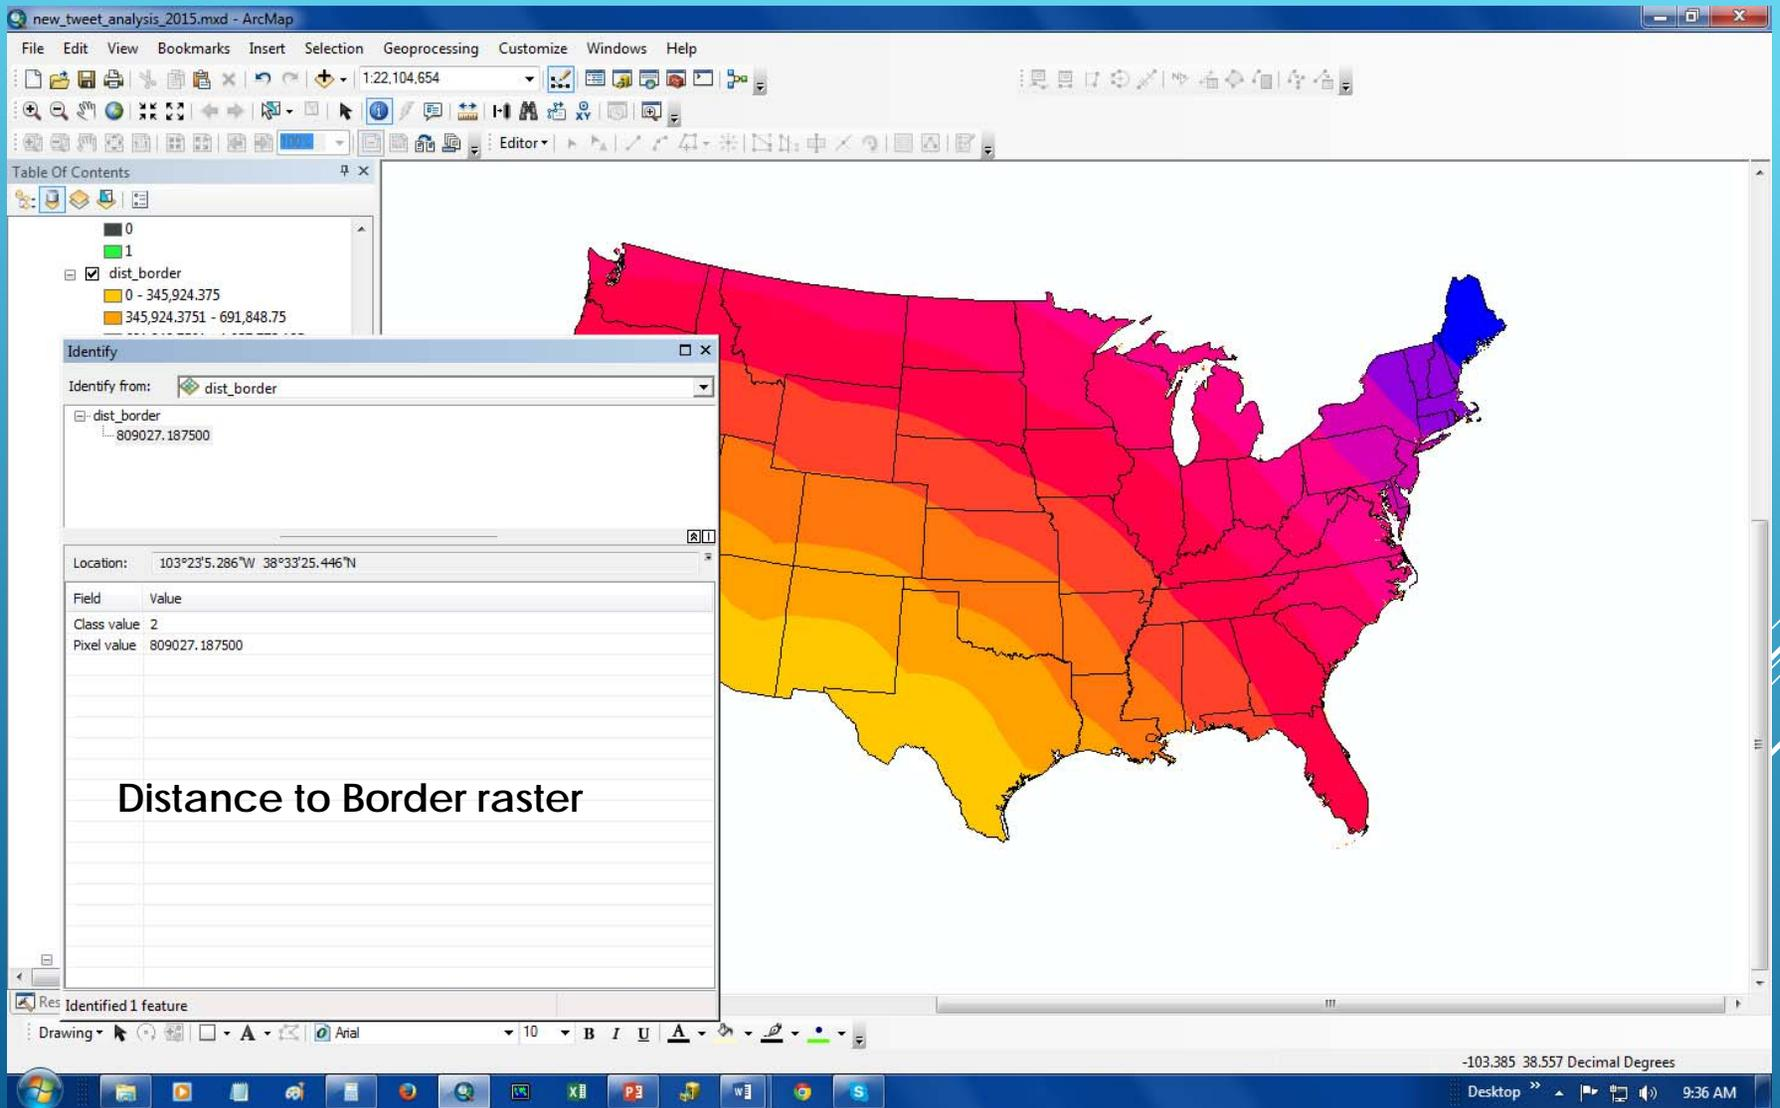 new_tweet_analysis_2015.mxd - ArcMap
File Edit View Bookmarks Insert Selection Geoprocessing Customize Windows Help
1:22,104,654
100%
Editor
Table Of Contents
0
1
dist_border
0 - 345,924.375
345,924.3751 - 691,848.75
Identify
Identify from: dist_border
dist_border
809027.187500
Location: 103°23'5.286"W 38°33'25.446"N
Field Value
Class value 2
Pixel value 809027.187500
Distance to Border raster
Res
Identified 1 feature
Drawing A Arial 10 B I U A
-103.385 38.557 Decimal Degrees
Desktop 9:36 AM